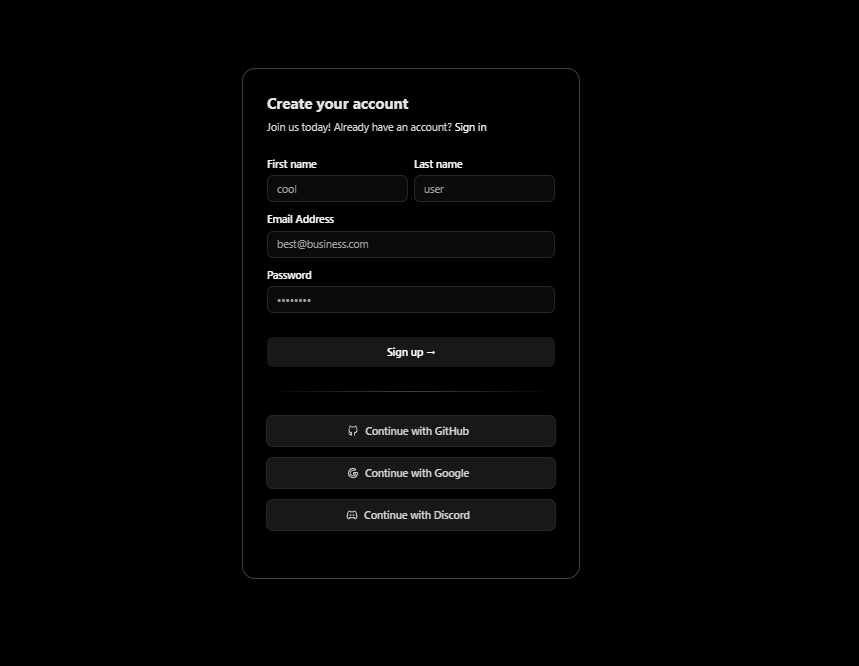 Create your account
Join us today! Already have an account? Sign in
First name Last name
cool user
Email Address
best@business.com
Password
••••••••
Sign up →
Continue with GitHub
Continue with Google
Continue with Discord